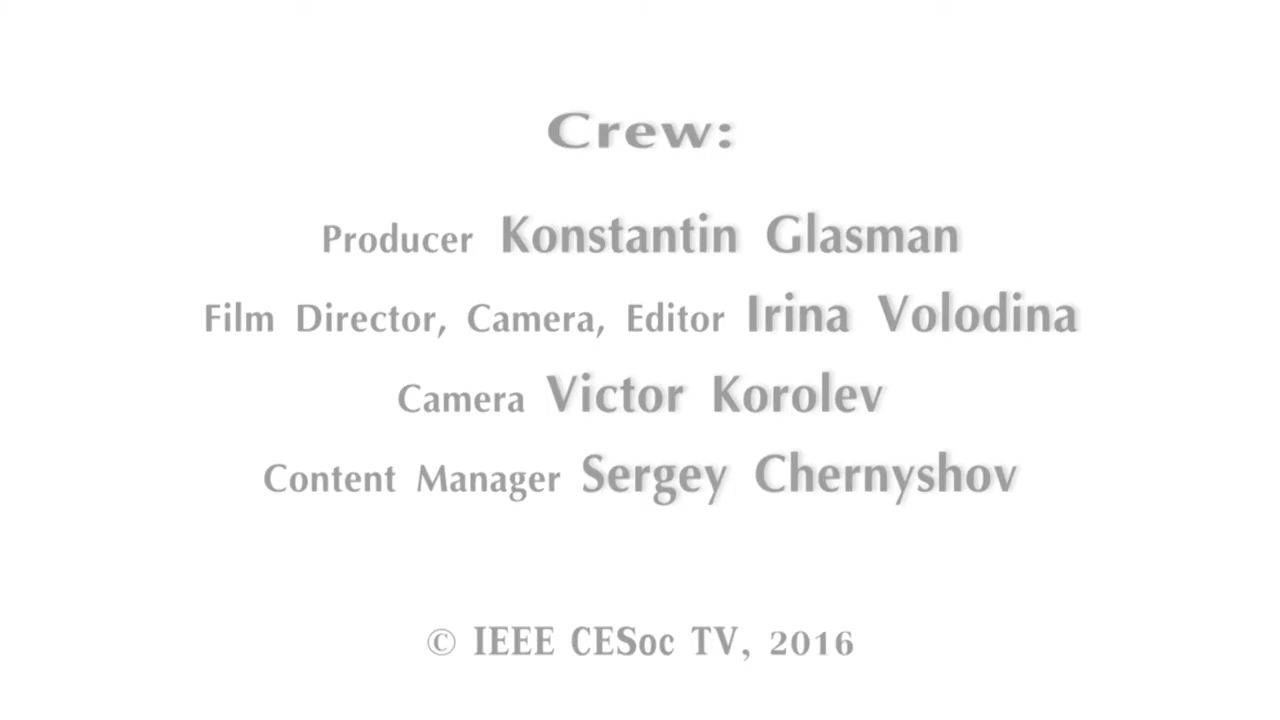 Crew:
Producer Konstantin Glasman
Film Director, Camera, Editor Irina Volodina
Camera Victor Korolev
Content Manager Sergey Chernyshov
© IEEE CESoc TV, 2016